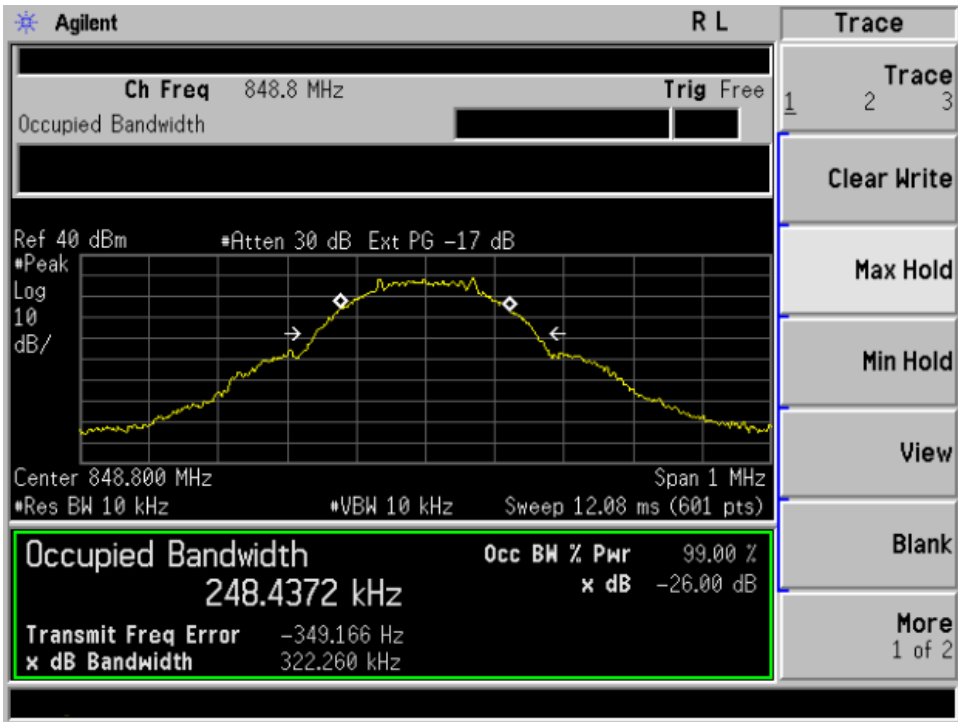 Agilent R L Trace
Ch Freq 848.8 MHz Trig Free
Occupied Bandwidth
Trace
1 2 3
Clear Write
Max Hold
Min Hold
View
Blank
More
1 of 2
Ref 40 dBm #Atten 30 dB Ext PG −17 dB
#Peak
Log
10
dB/
Center 848.800 MHz Span 1 MHz
#Res BW 10 kHz #VBW 10 kHz Sweep 12.08 ms (601 pts)
Occupied Bandwidth Occ BW % Pwr 99.00 %
248.4372 kHz x dB −26.00 dB
Transmit Freq Error −349.166 Hz
x dB Bandwidth 322.260 kHz